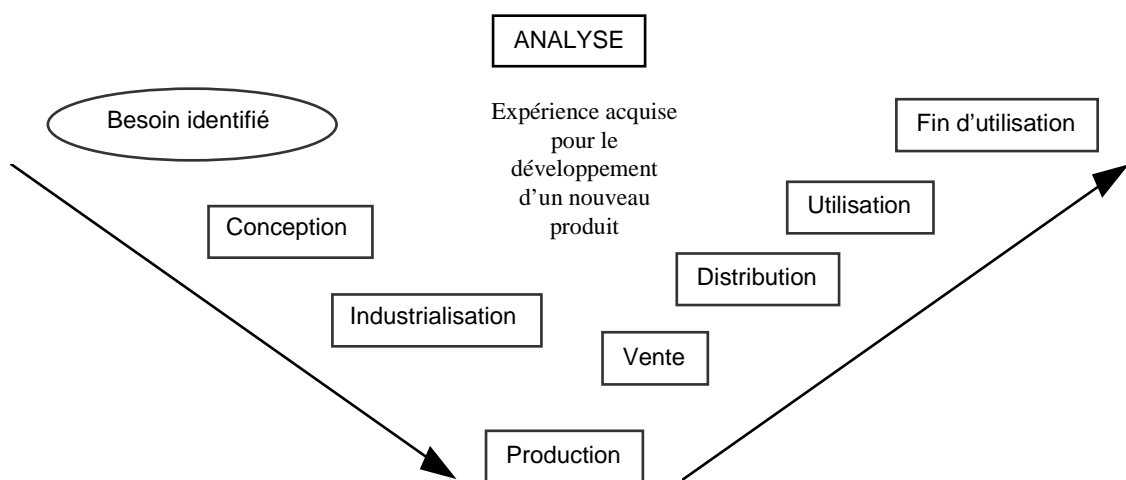 ANALYSE
Besoin identifié
Expérience acquise
pour le
développement
d’un nouveau
produit
Fin d’utilisation
Conception
Utilisation
Distribution
Industrialisation
Vente
Production